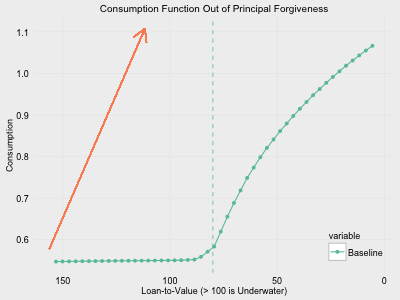 Consumption Function Out of Principal Forgiveness
1.1
1.0
0.9
0.8
0.7
0.6
Consumption
variable
Baseline
150
100
50
0
Loan-to-Value (> 100 is Underwater)